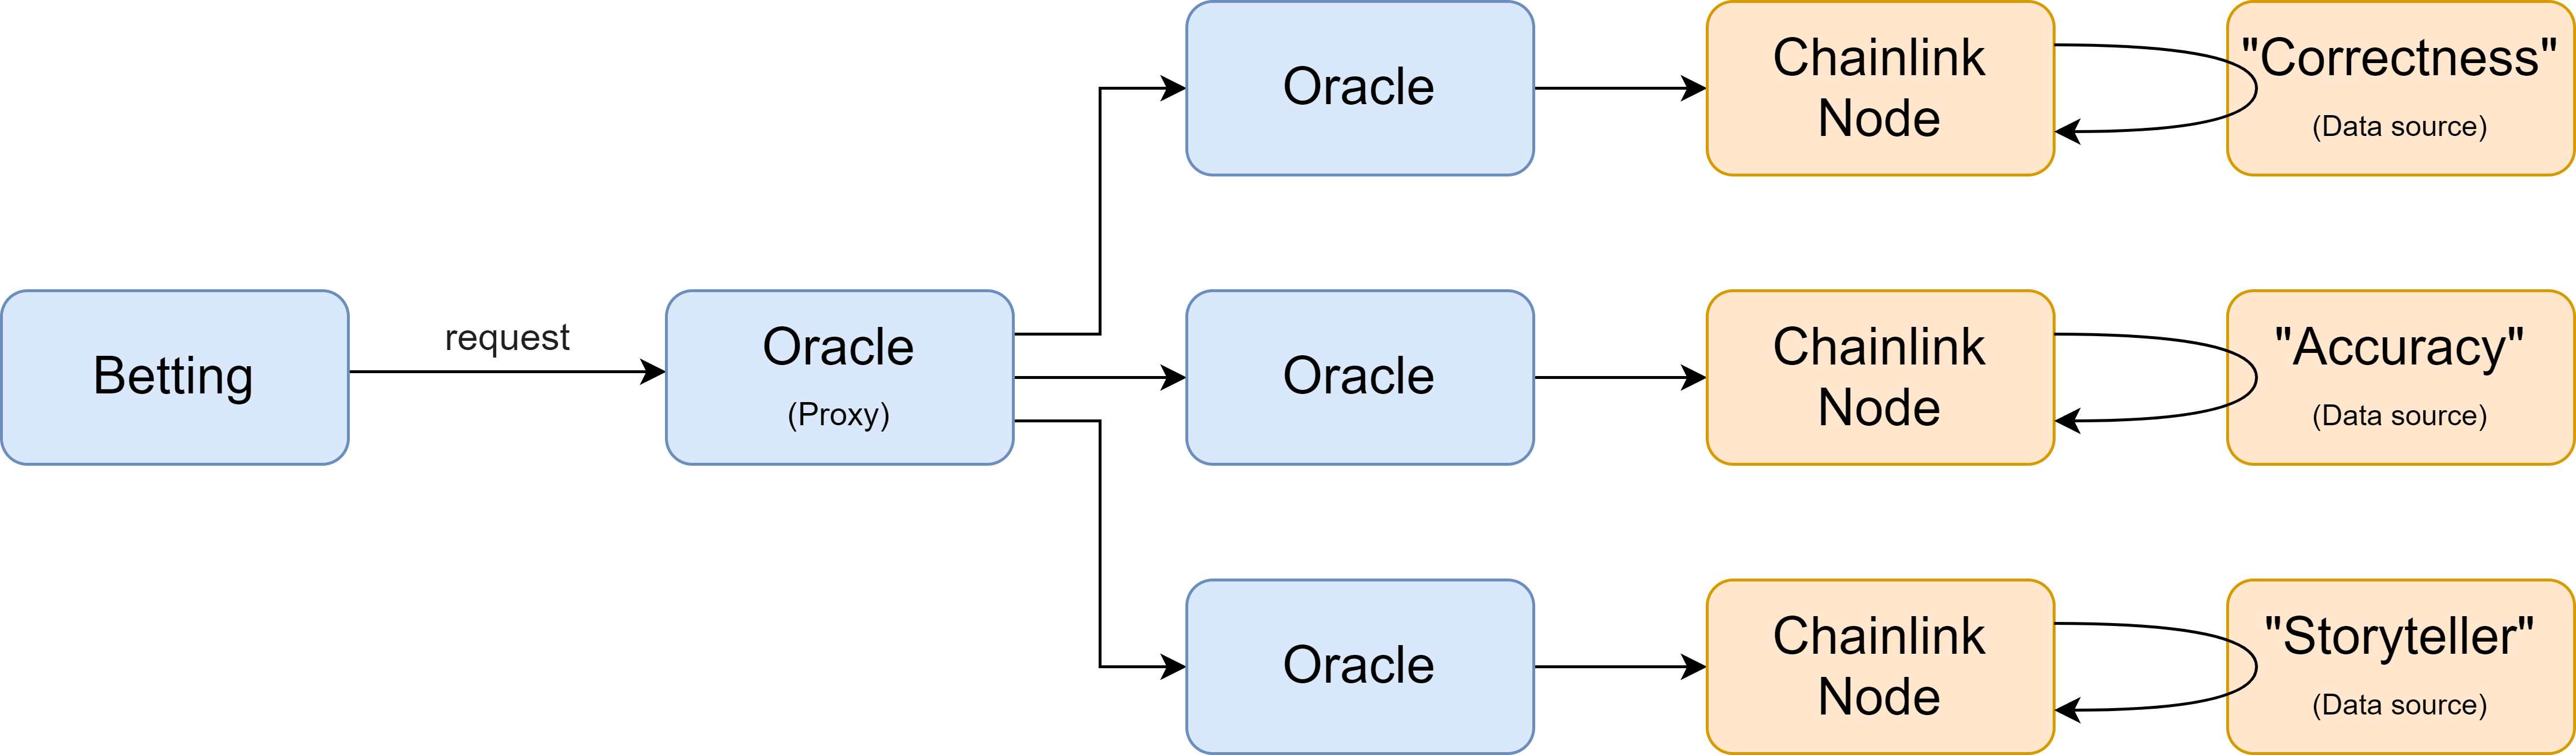 Oracle
Chainlink
Node
"Correctness"
(Data source)
Betting
request
Oracle
(Proxy)
Oracle
Chainlink
Node
"Accuracy"
(Data source)
Oracle
Chainlink
Node
"Storyteller"
(Data source)